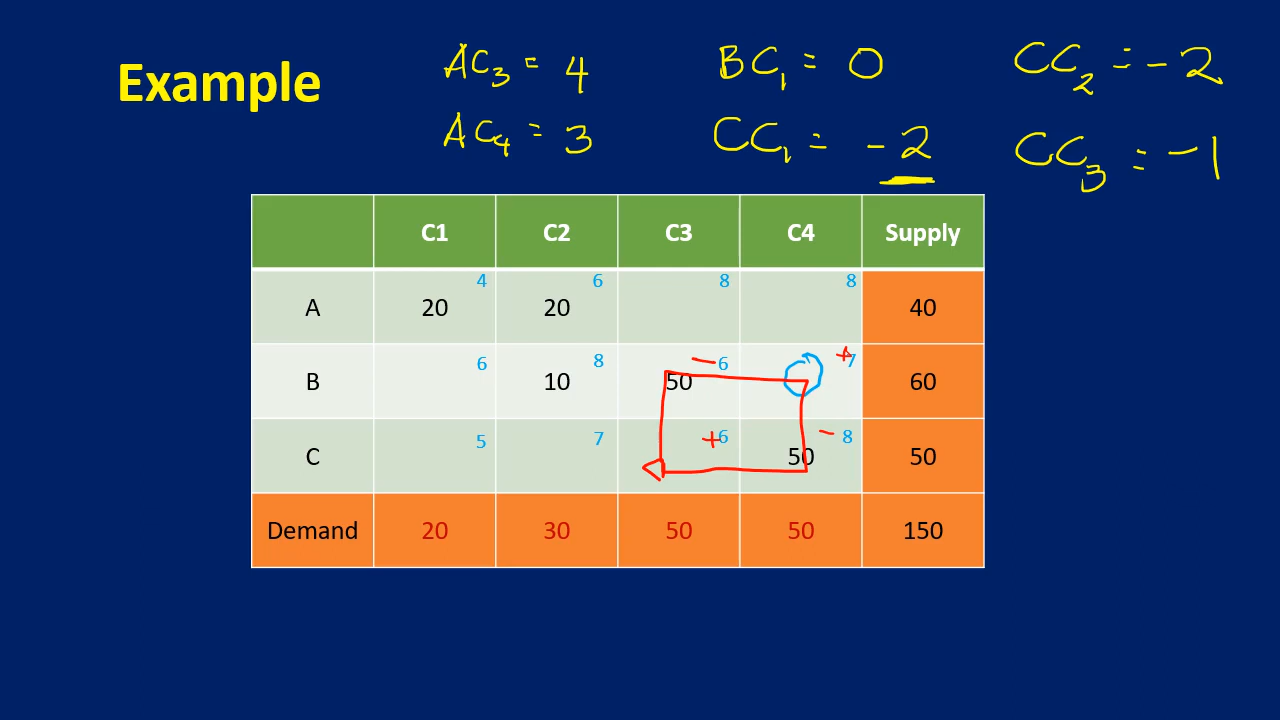 AC3 = 4 BC1 = 0 CC2 = -2
Example
AC4 = 3 CC1 = -2 CC3 = -1
C1 C2 C3 C4 Supply
4 6 8 8
A 20 20 40
6 8 - 6 + 7
B 10 50 60
5 7 + 6 - 8
C 50 50
Demand 20 30 50 50 150